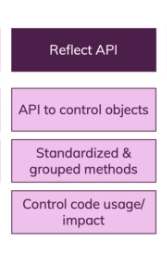 Reflect API
API to control objects
Standardized &
grouped methods
Control code usage/
impact